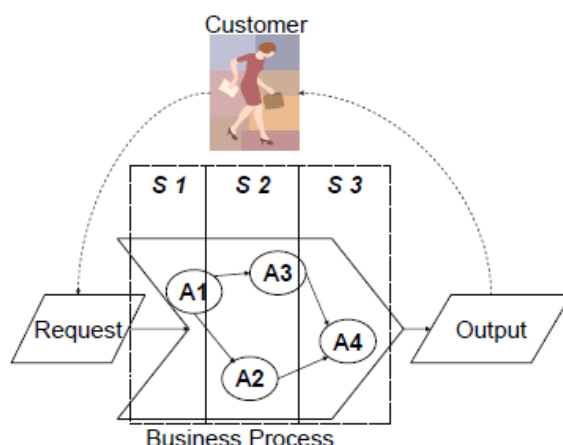 Customer
S 1 S 2 S 3
A1 A3
Request A4 Output
A2
Business Process